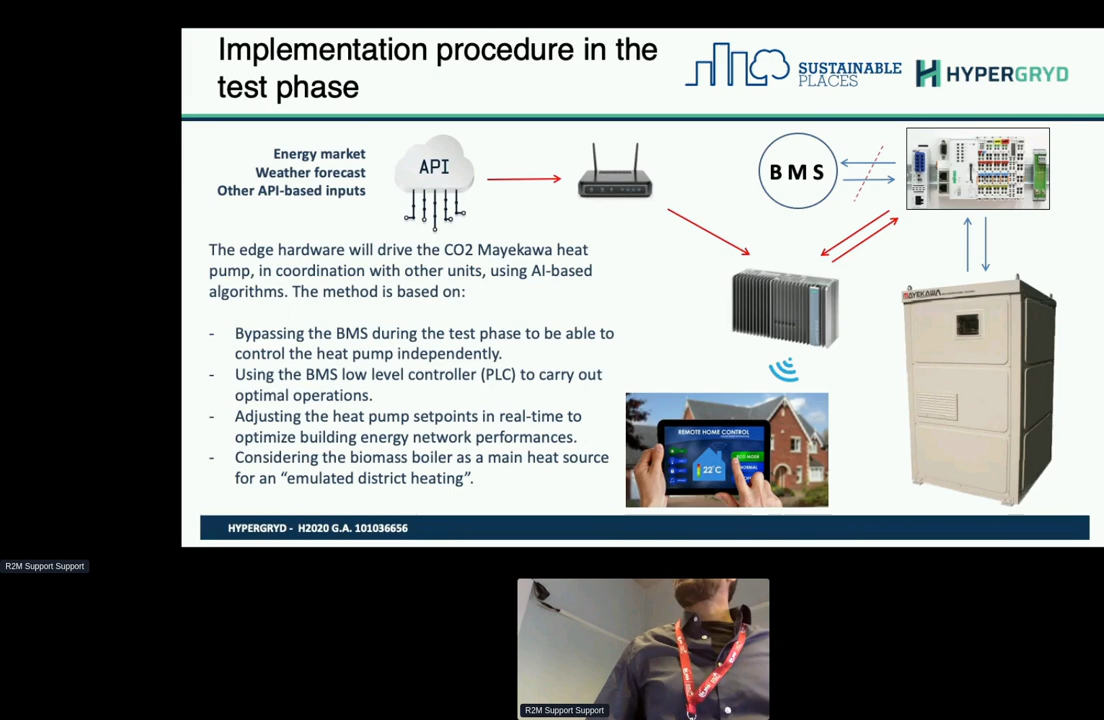 Implementation procedure in the
test phase
SUSTAINABLE
PLACES
HYPERGRYD
Energy market
Weather forecast
Other API-based inputs
API
BMS
MAYEKAWA
The edge hardware will drive the CO2 Mayekawa heat
pump, in coordination with other units, using AI-based
algorithms. The method is based on:
- Bypassing the BMS during the test phase to be able to
control the heat pump independently.
- Using the BMS low level controller (PLC) to carry out
optimal operations.
- Adjusting the heat pump setpoints in real-time to
optimize building energy network performances.
- Considering the biomass boiler as a main heat source
for an “emulated district heating”.
REMOTE HOME CONTROL
ECO MODE
22°C
NORMAL
HYPERGRYD - H2020 G.A. 101036656
R2M Support Support
R2M Support Support